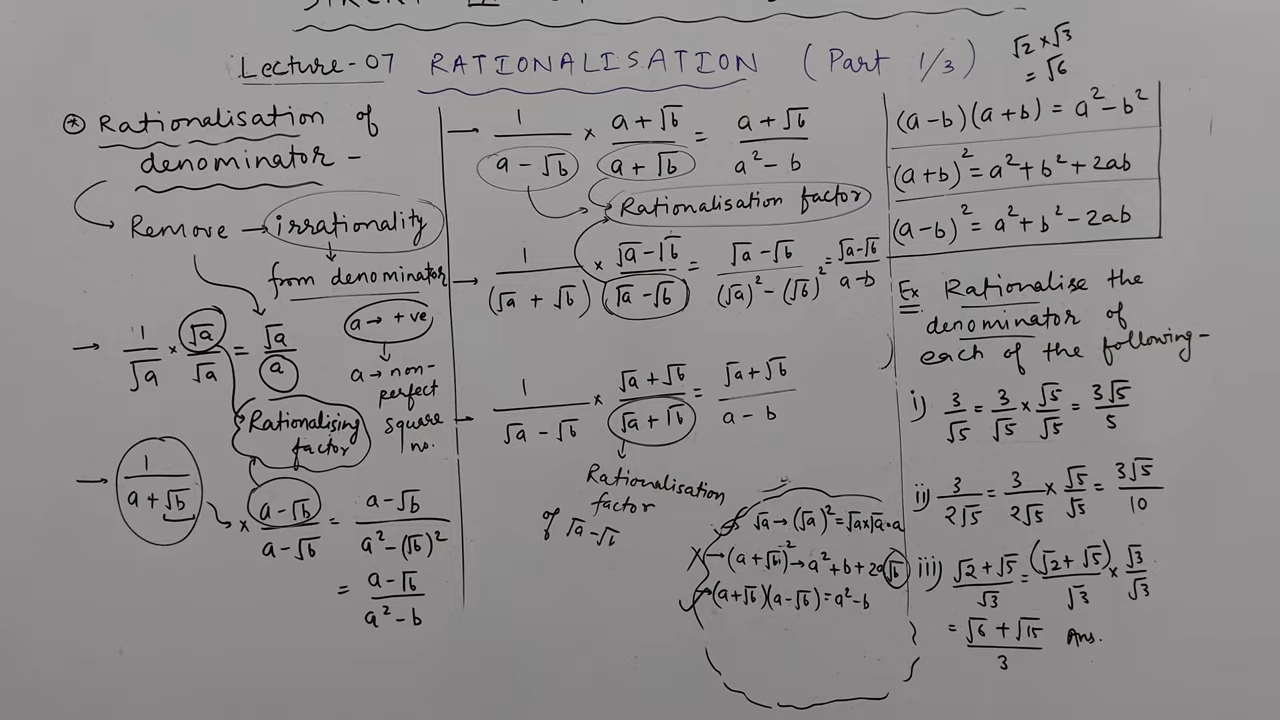 Lecture-07 RATIONALISATION (Part 1/3)
√2 × √3
= √6
⊛ Rationalisation of
denominator -
Remove → irrationality
from denominator
→ 1/√a × √a/√a = √a/a
a → +ve
a → non-
perfect
square
no.
Rationalising
factor
→ 1/(a + √b) × (a - √b)/(a - √b) = (a - √b)/(a² - (√b)²)
= (a - √b)/(a² - b)
→ 1/(a - √b) × (a + √b)/(a + √b) = (a + √b)/(a² - b)
Rationalisation factor
→ 1/(√a + √b) × (√a - √b)/(√a - √b) = (√a - √b)/((√a)² - (√b)²) = (√a - √b)/(a - b)
→ 1/(√a - √b) × (√a + √b)/(√a + √b) = (√a + √b)/(a - b)
Rationalisation
factor
of √a - √b
√a → (√a)² = √a × √a = a
× → (a + √b)² → a² + b + 2a√b
→ (a + √b)(a - √b) = a² - b
(a - b)(a + b) = a² - b²
(a + b)² = a² + b² + 2ab
(a - b)² = a² + b² - 2ab
Ex Rationalise the
denominator of
each of the following -
i) 3/√5 = 3/√5 × √5/√5 = 3√5/5
ii) 3/2√5 = 3/2√5 × √5/√5 = 3√5/10
iii) (√2 + √5)/√3 = (√2 + √5)/√3 × √3/√3
= (√6 + √15)/3 Ans.